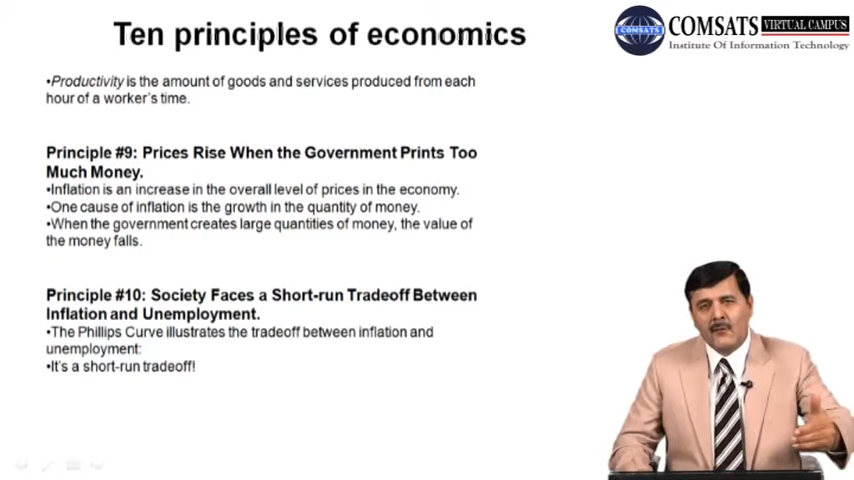 Ten principles of economics
COMSATS VIRTUAL CAMPUS
COMSATS
Institute Of Information Technology
•Productivity is the amount of goods and services produced from each
hour of a worker's time.
Principle #9: Prices Rise When the Government Prints Too
Much Money.
•Inflation is an increase in the overall level of prices in the economy.
•One cause of inflation is the growth in the quantity of money.
•When the government creates large quantities of money, the value of
the money falls.
Principle #10: Society Faces a Short-run Tradeoff Between
Inflation and Unemployment.
•The Phillips Curve illustrates the tradeoff between inflation and
unemployment:
•It's a short-run tradeoff!